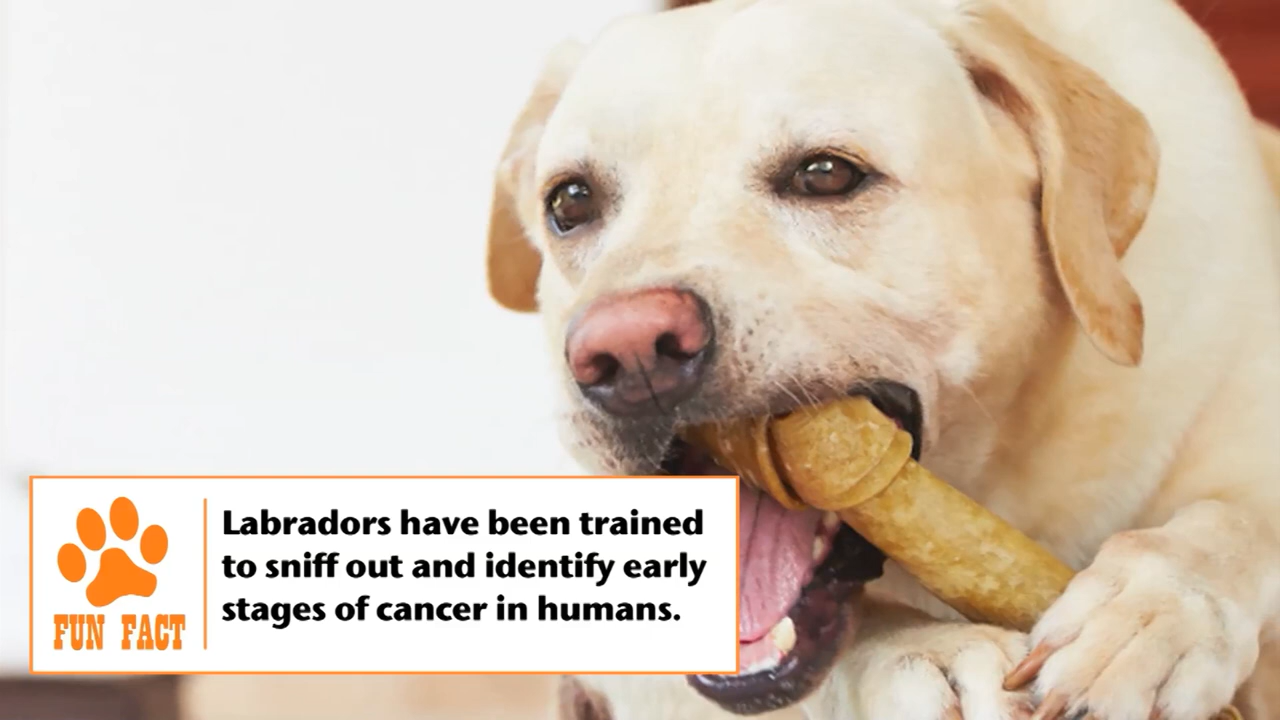 FUN FACT
Labradors have been trained
to sniff out and identify early
stages of cancer in humans.